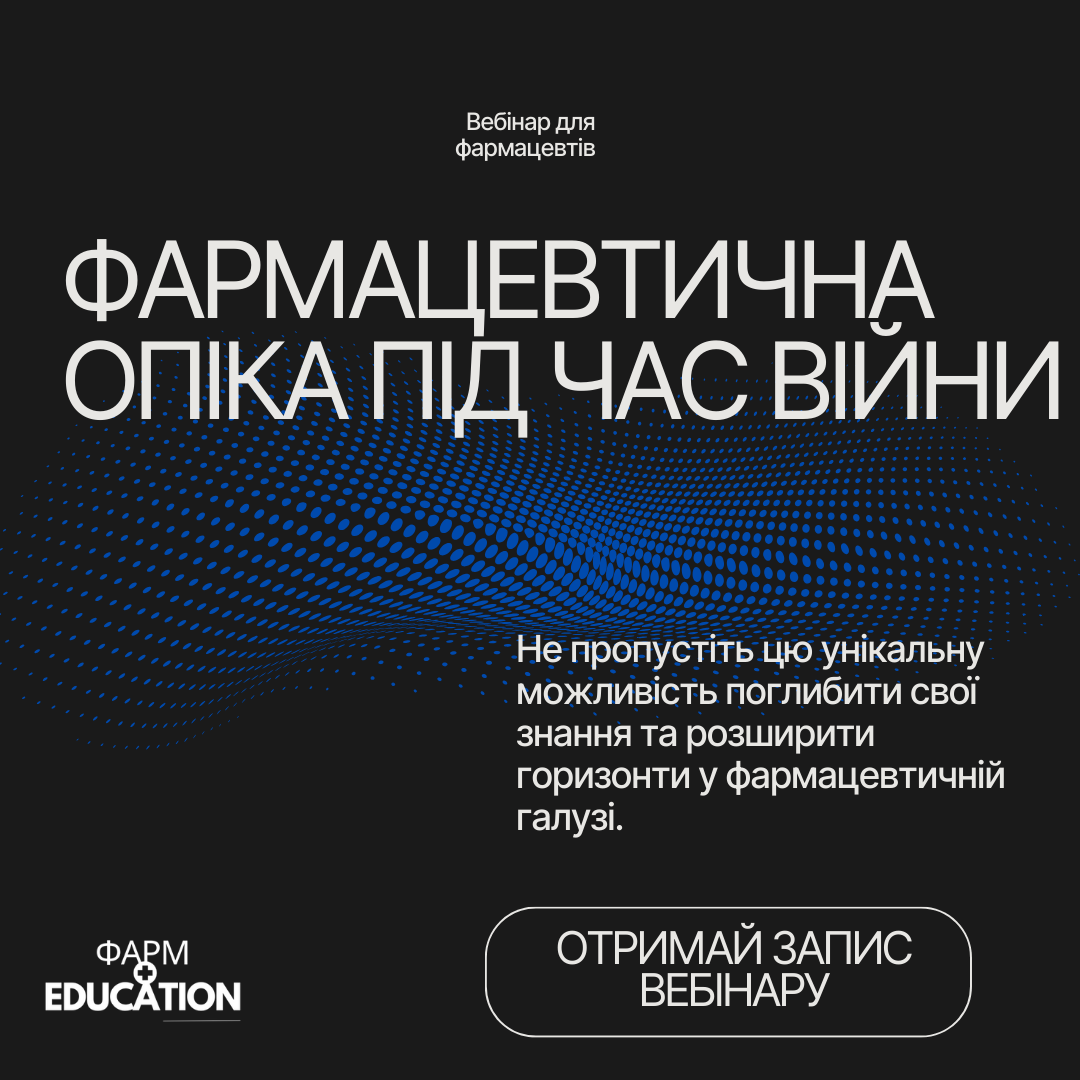 Вебінар для
фармацевтів
ФАРМАЦЕВТИЧНА
ОПІКА ПІД ЧАС ВІЙНИ
Не пропустіть цю унікальну
можливість поглибити свої
знання та розширити
горизонти у фармацевтичній
галузі.
ФАРМ
EDUCATION
ОТРИМАЙ ЗАПИС
ВЕБІНАРУ